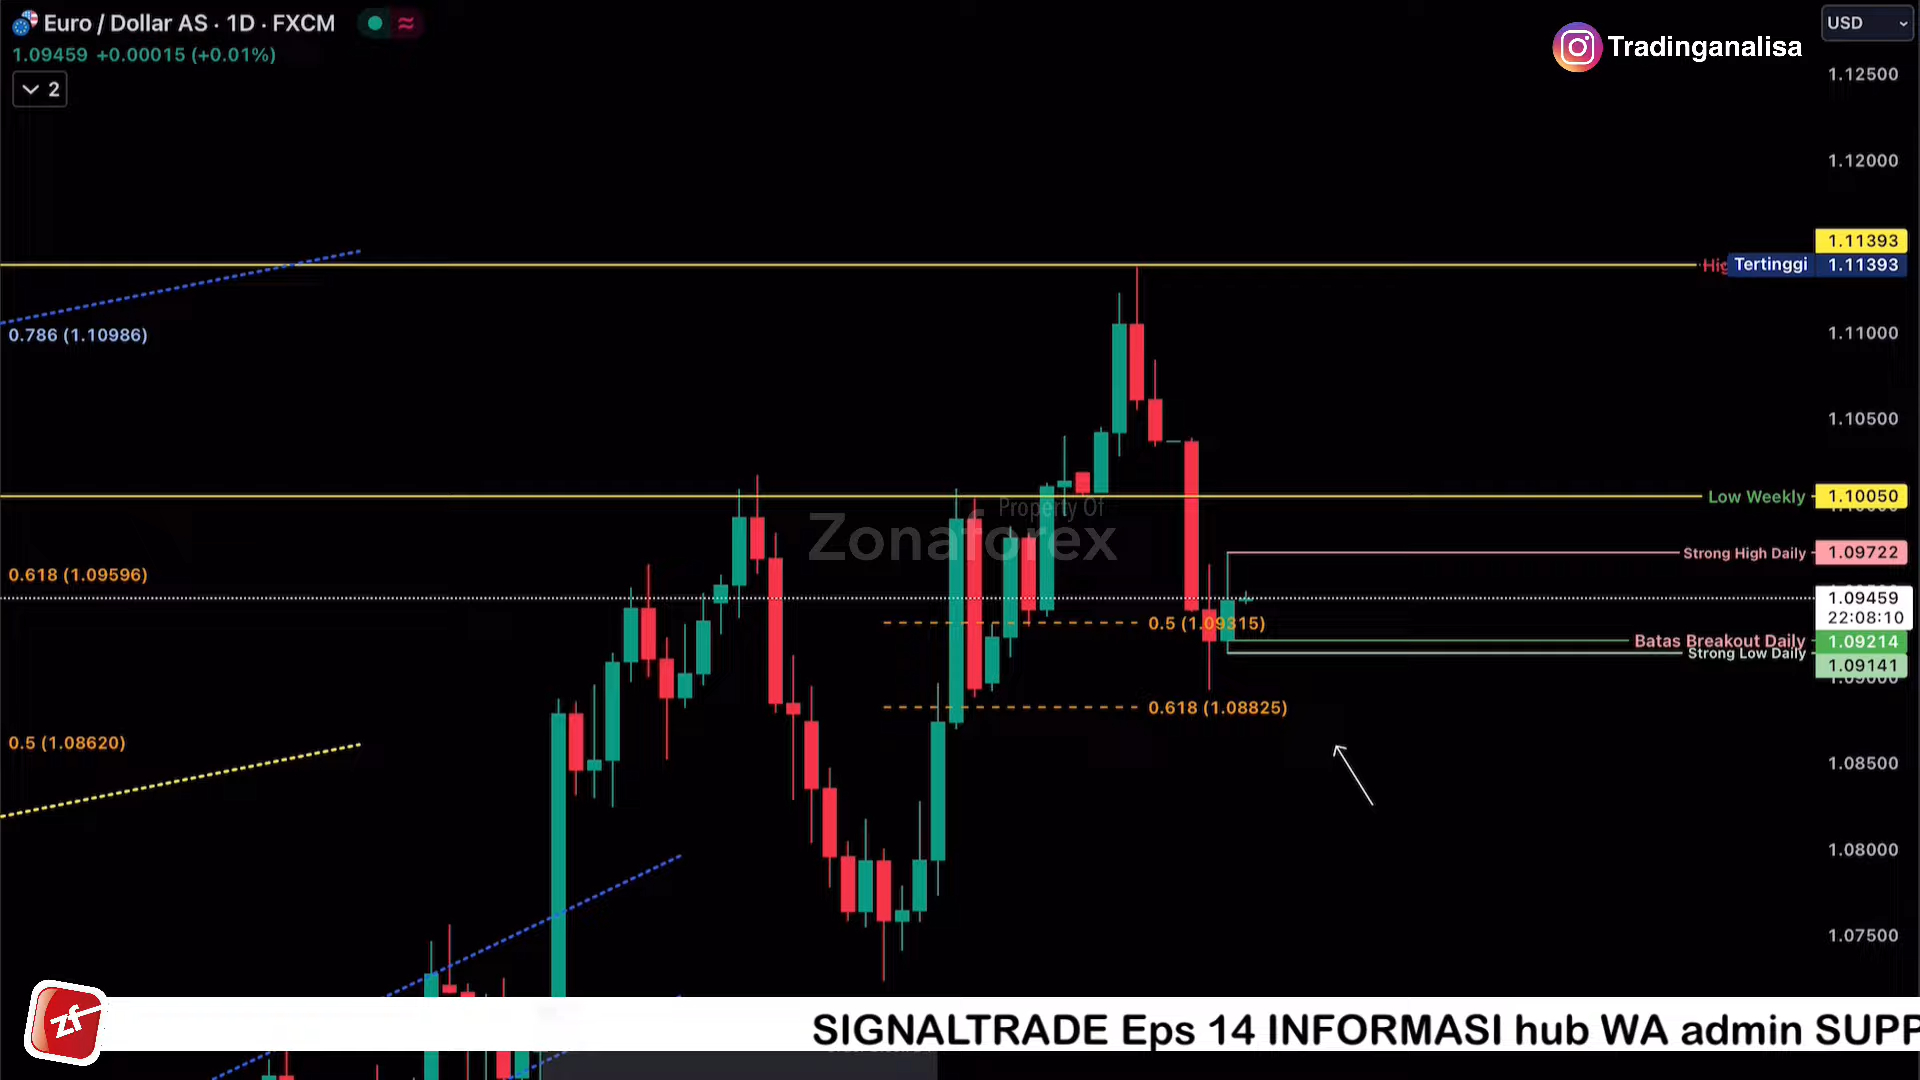 Euro / Dollar AS · 1D · FXCM
1.09459 +0.00015 (+0.01%)
2
Tradinganalisa
USD
1.12500
1.12000
1.11393
Tertinggi 1.11393
0.786 (1.10986)
1.11000
1.10500
Low Weekly 1.10050
Property Of
Zonaforex
Strong High Daily 1.09722
0.618 (1.09596)
1.09459
22:08:10
0.5 (1.09315)
Batas Breakout Daily 1.09214
Strong Low Daily 1.09141
0.618 (1.08825)
0.5 (1.08620)
1.08500
1.08000
1.07500
zf
SIGNALTRADE Eps 14 INFORMASI hub WA admin SUPP